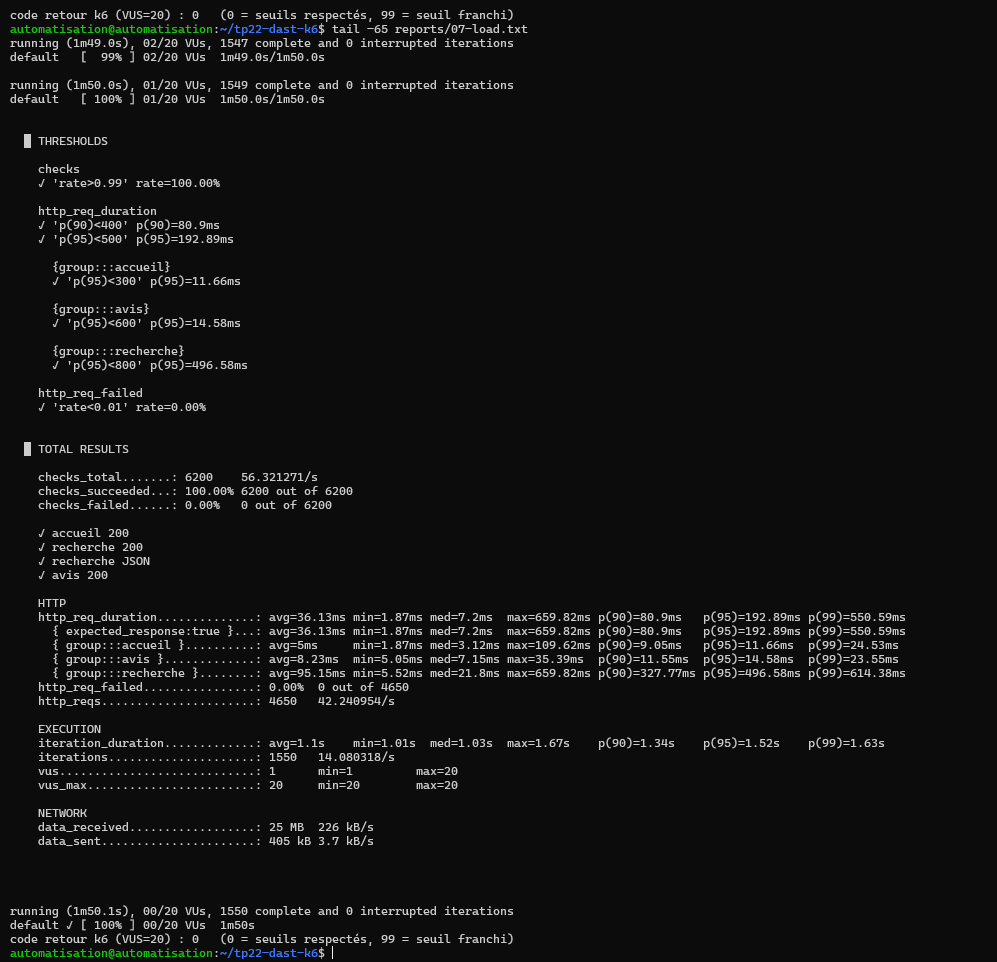 code retour k6 (VUS=20) : 0   (0 = seuils respectés, 99 = seuil franchi)
automatisation@automatisation:~/tp22-dast-k6$ tail -65 reports/07-load.txt
running (1m49.0s), 02/20 VUs, 1547 complete and 0 interrupted iterations
default   [  99% ] 02/20 VUs  1m49.0s/1m50.0s

running (1m50.0s), 01/20 VUs, 1549 complete and 0 interrupted iterations
default   [ 100% ] 01/20 VUs  1m50.0s/1m50.0s


  █ THRESHOLDS

    checks
    ✓ 'rate>0.99' rate=100.00%

    http_req_duration
    ✓ 'p(90)<400' p(90)=80.9ms
    ✓ 'p(95)<500' p(95)=192.89ms

      {group:::accueil}
      ✓ 'p(95)<300' p(95)=11.66ms

      {group:::avis}
      ✓ 'p(95)<600' p(95)=14.58ms

      {group:::recherche}
      ✓ 'p(95)<800' p(95)=496.58ms

    http_req_failed
    ✓ 'rate<0.01' rate=0.00%


  █ TOTAL RESULTS

    checks_total.......: 6200    56.321271/s
    checks_succeeded...: 100.00% 6200 out of 6200
    checks_failed......: 0.00%   0 out of 6200

    ✓ accueil 200
    ✓ recherche 200
    ✓ recherche JSON
    ✓ avis 200

    HTTP
    http_req_duration..............: avg=36.13ms min=1.87ms med=7.2ms  max=659.82ms p(90)=80.9ms   p(95)=192.89ms p(99)=550.59ms
      { expected_response:true }...: avg=36.13ms min=1.87ms med=7.2ms  max=659.82ms p(90)=80.9ms   p(95)=192.89ms p(99)=550.59ms
      { group:::accueil }..........: avg=5ms     min=1.87ms med=3.12ms max=109.62ms p(90)=9.05ms   p(95)=11.66ms  p(99)=24.53ms
      { group:::avis }.............: avg=8.23ms  min=5.05ms med=7.15ms max=35.39ms  p(90)=11.55ms  p(95)=14.58ms  p(99)=23.55ms
      { group:::recherche }........: avg=95.15ms min=5.52ms med=21.8ms max=659.82ms p(90)=327.77ms p(95)=496.58ms p(99)=614.38ms
    http_req_failed................: 0.00%  0 out of 4650
    http_reqs......................: 4650   42.240954/s

    EXECUTION
    iteration_duration.............: avg=1.1s    min=1.01s  med=1.03s  max=1.67s    p(90)=1.34s    p(95)=1.52s    p(99)=1.63s
    iterations.....................: 1550   14.080318/s
    vus............................: 1      min=1         max=20
    vus_max........................: 20     min=20        max=20

    NETWORK
    data_received..................: 25 MB  226 kB/s
    data_sent......................: 405 kB 3.7 kB/s




running (1m50.1s), 00/20 VUs, 1550 complete and 0 interrupted iterations
default ✓ [ 100% ] 00/20 VUs  1m50s
code retour k6 (VUS=20) : 0   (0 = seuils respectés, 99 = seuil franchi)
automatisation@automatisation:~/tp22-dast-k6$